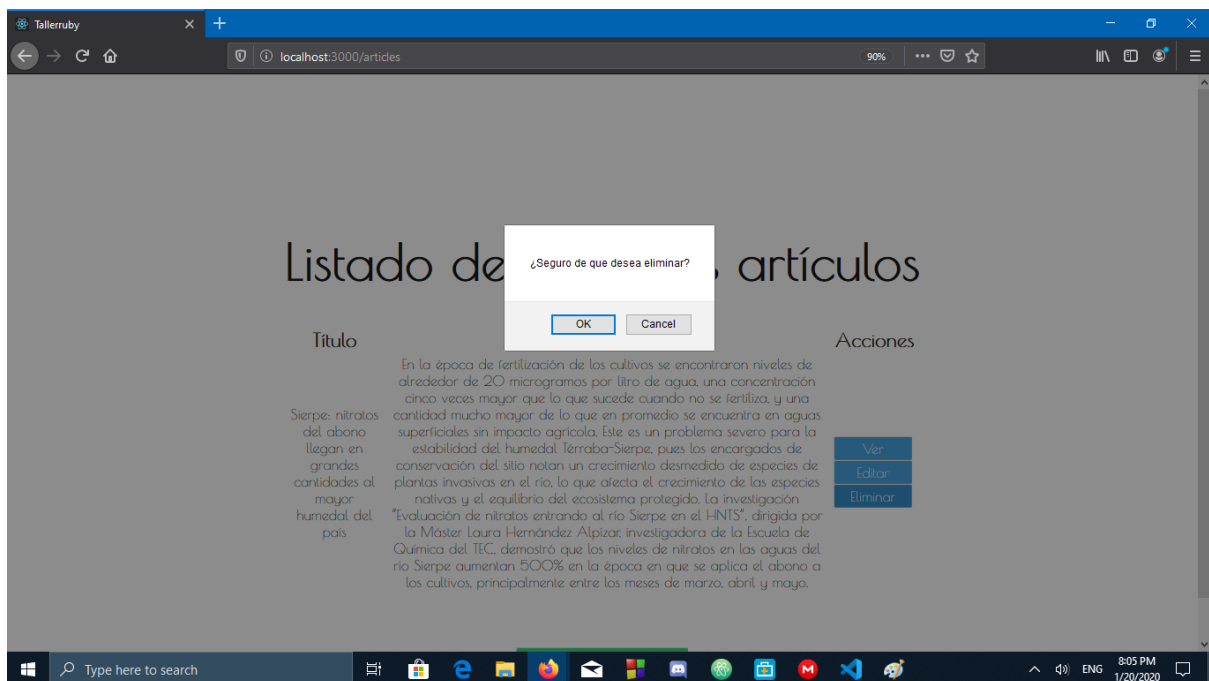 Tallerruby
localhost:3000/articles
90%
Listado de
artículos
¿Seguro de que desea eliminar?
OK Cancel
Título
Acciones
Sierpe: nitratos
del abono
llegan en
grandes
cantidades al
mayor
humedal del
país
En la época de fertilización de los cultivos se encontraron niveles de
alrededor de 20 microgramos por litro de agua, una concentración
cinco veces mayor que lo que sucede cuando no se fertiliza, y una
cantidad mucho mayor de lo que en promedio se encuentra en aguas
superficiales sin impacto agrícola. Este es un problema severo para la
estabilidad del humedal Térraba-Sierpe, pues los encargados de
conservación del sitio notan un crecimiento desmedido de especies de
plantas invasivas en el río, lo que afecta el crecimiento de las especies
nativas y el equilibrio del ecosistema protegido. La investigación
"Evaluación de nitratos entrando al río Sierpe en el HNTS", dirigida por
la Máster Laura Hernández Alpízar, investigadora de la Escuela de
Química del TEC, demostró que los niveles de nitratos en las aguas del
río Sierpe aumentan 500% en la época en que se aplica el abono a
los cultivos, principalmente entre los meses de marzo, abril y mayo.
Ver
Editar
Eliminar
Type here to search
ENG
8:05 PM
1/20/2020